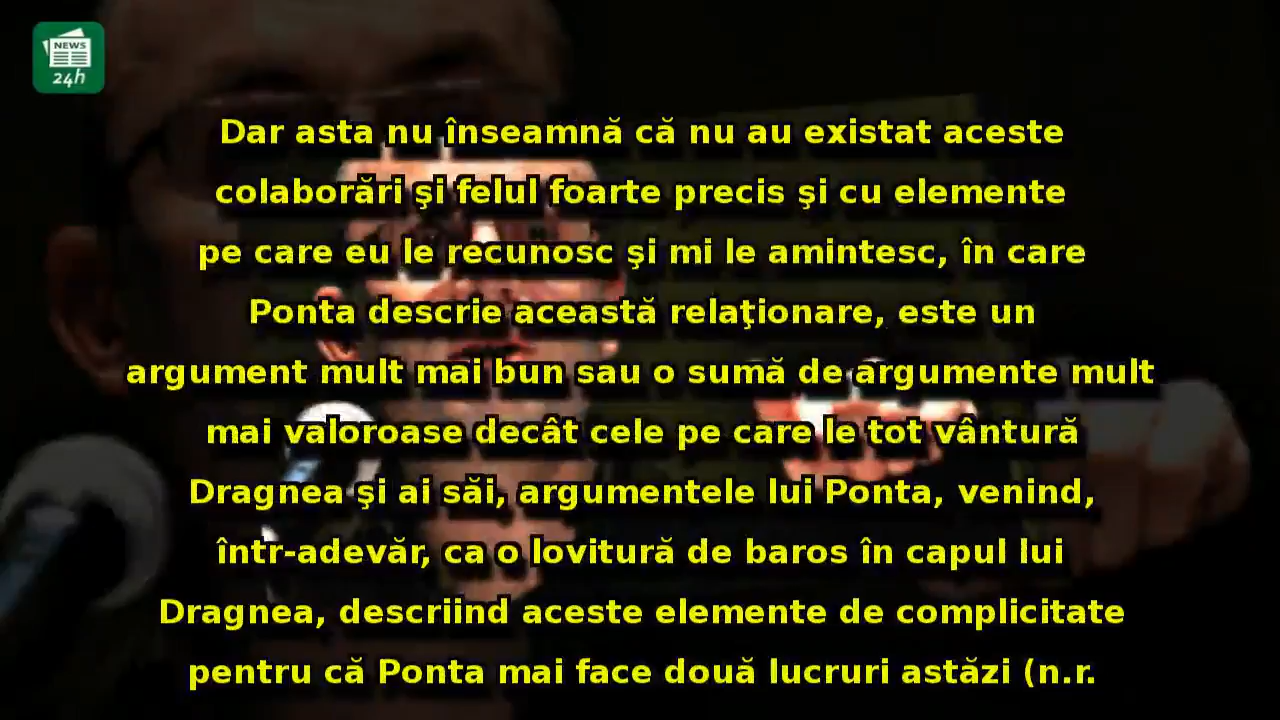 NEWS
24h
Dar asta nu înseamnă că nu au existat aceste
colaborări şi felul foarte precis şi cu elemente
pe care eu le recunosc şi mi le amintesc, în care
Ponta descrie această relaţionare, este un
argument mult mai bun sau o sumă de argumente mult
mai valoroase decât cele pe care le tot vântură
Dragnea şi ai săi, argumentele lui Ponta, venind,
într-adevăr, ca o lovitură de baros în capul lui
Dragnea, descriind aceste elemente de complicitate
pentru că Ponta mai face două lucruri astăzi (n.r.